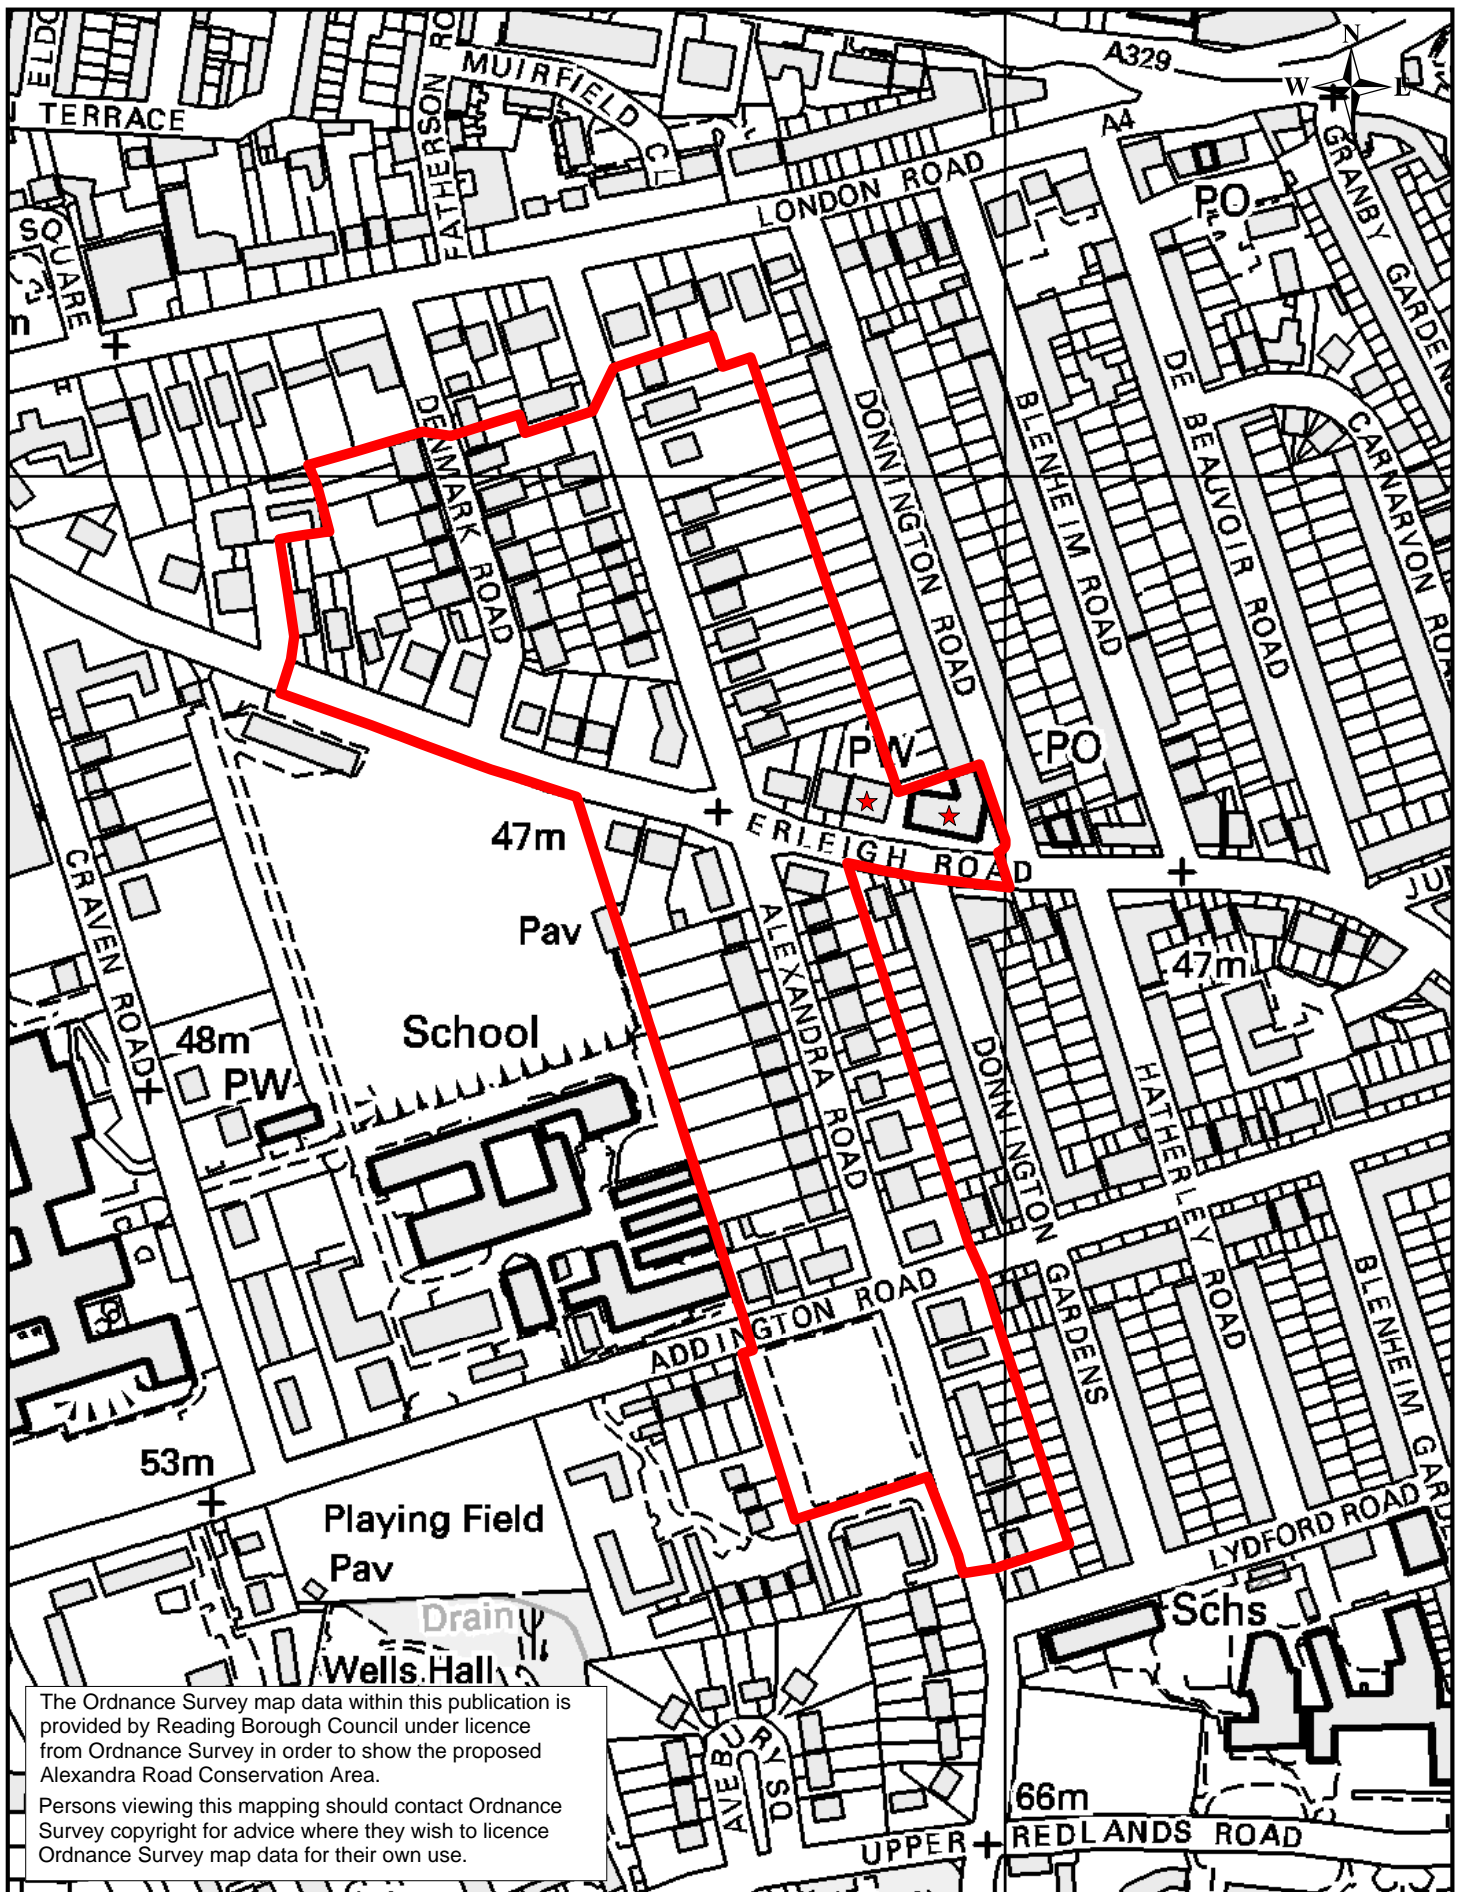 ELDO
TERRACE
FATHERSON RO
MUIRFIELD
CL
A329
N
W
E
A4
LONDON ROAD
PO
GRANBY GARDENS
SQUARE
m
DENMARK ROAD
DONNINGTON ROAD
BLENHEIM ROAD
DE BEAUVOIR ROAD
CARNARVON ROA
PW
PO
47m
ERLEIGH ROAD
CRAVEN ROAD
Pav
ALEXANDRA ROAD
47m
School
48m
PW
DONNINGTON GARDENS
HATHERLEY ROAD
ADDINGTON ROAD
BLENHEIM GARD
53m
Playing Field
Pav
LYDFORD ROAD
Drain
Schs
Wells Hall
The Ordnance Survey map data within this publication is
provided by Reading Borough Council under licence
from Ordnance Survey in order to show the proposed
Alexandra Road Conservation Area.
Persons viewing this mapping should contact Ordnance
Survey copyright for advice where they wish to licence
Ordnance Survey map data for their own use.
AVEBURY SQ
66m
UPPER REDLANDS ROAD